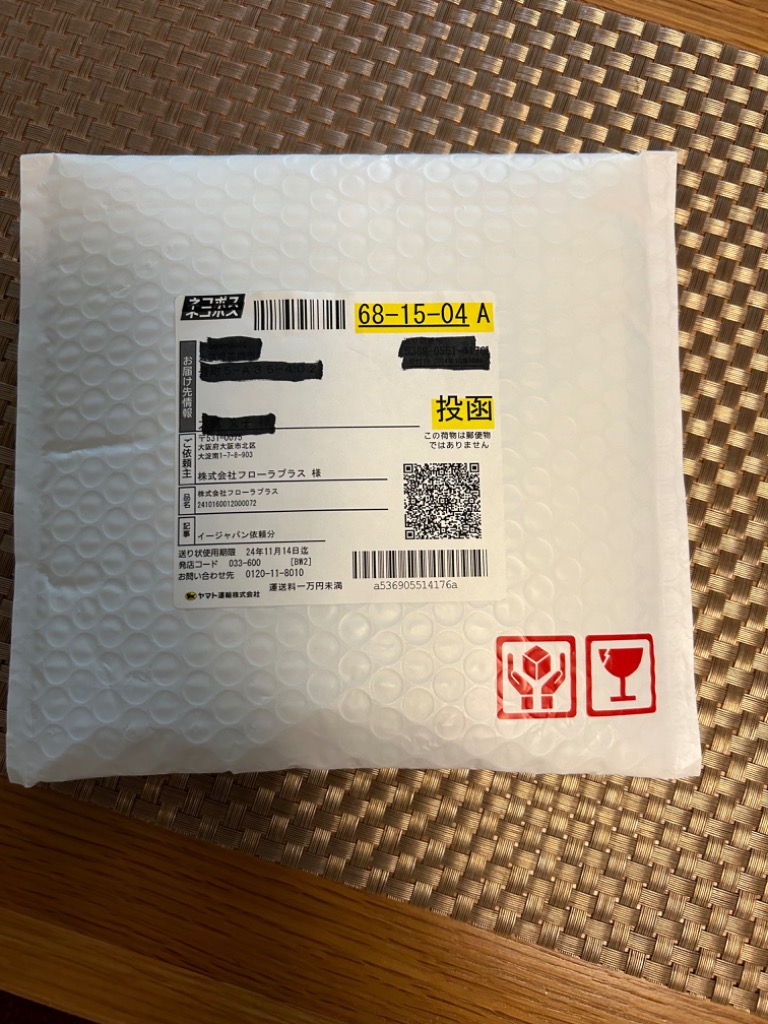 ネコポス
68-15-04 A
お届け先情報
投函
この荷物は郵便物
ではありません
ご依頼主
〒531-0075
大阪府大阪市北区
大淀南1-7-8-903
株式会社フローラプラス 様
品名
株式会社フローラプラス
2410160012000072
記事
イージャパン依頼分
送り状使用期限 24年11月14日迄
発店コード 033-600 [B庫2]
お問い合わせ先 0120-11-8010
運送料一万円未満
a536905514176a
ヤマト運輸株式会社